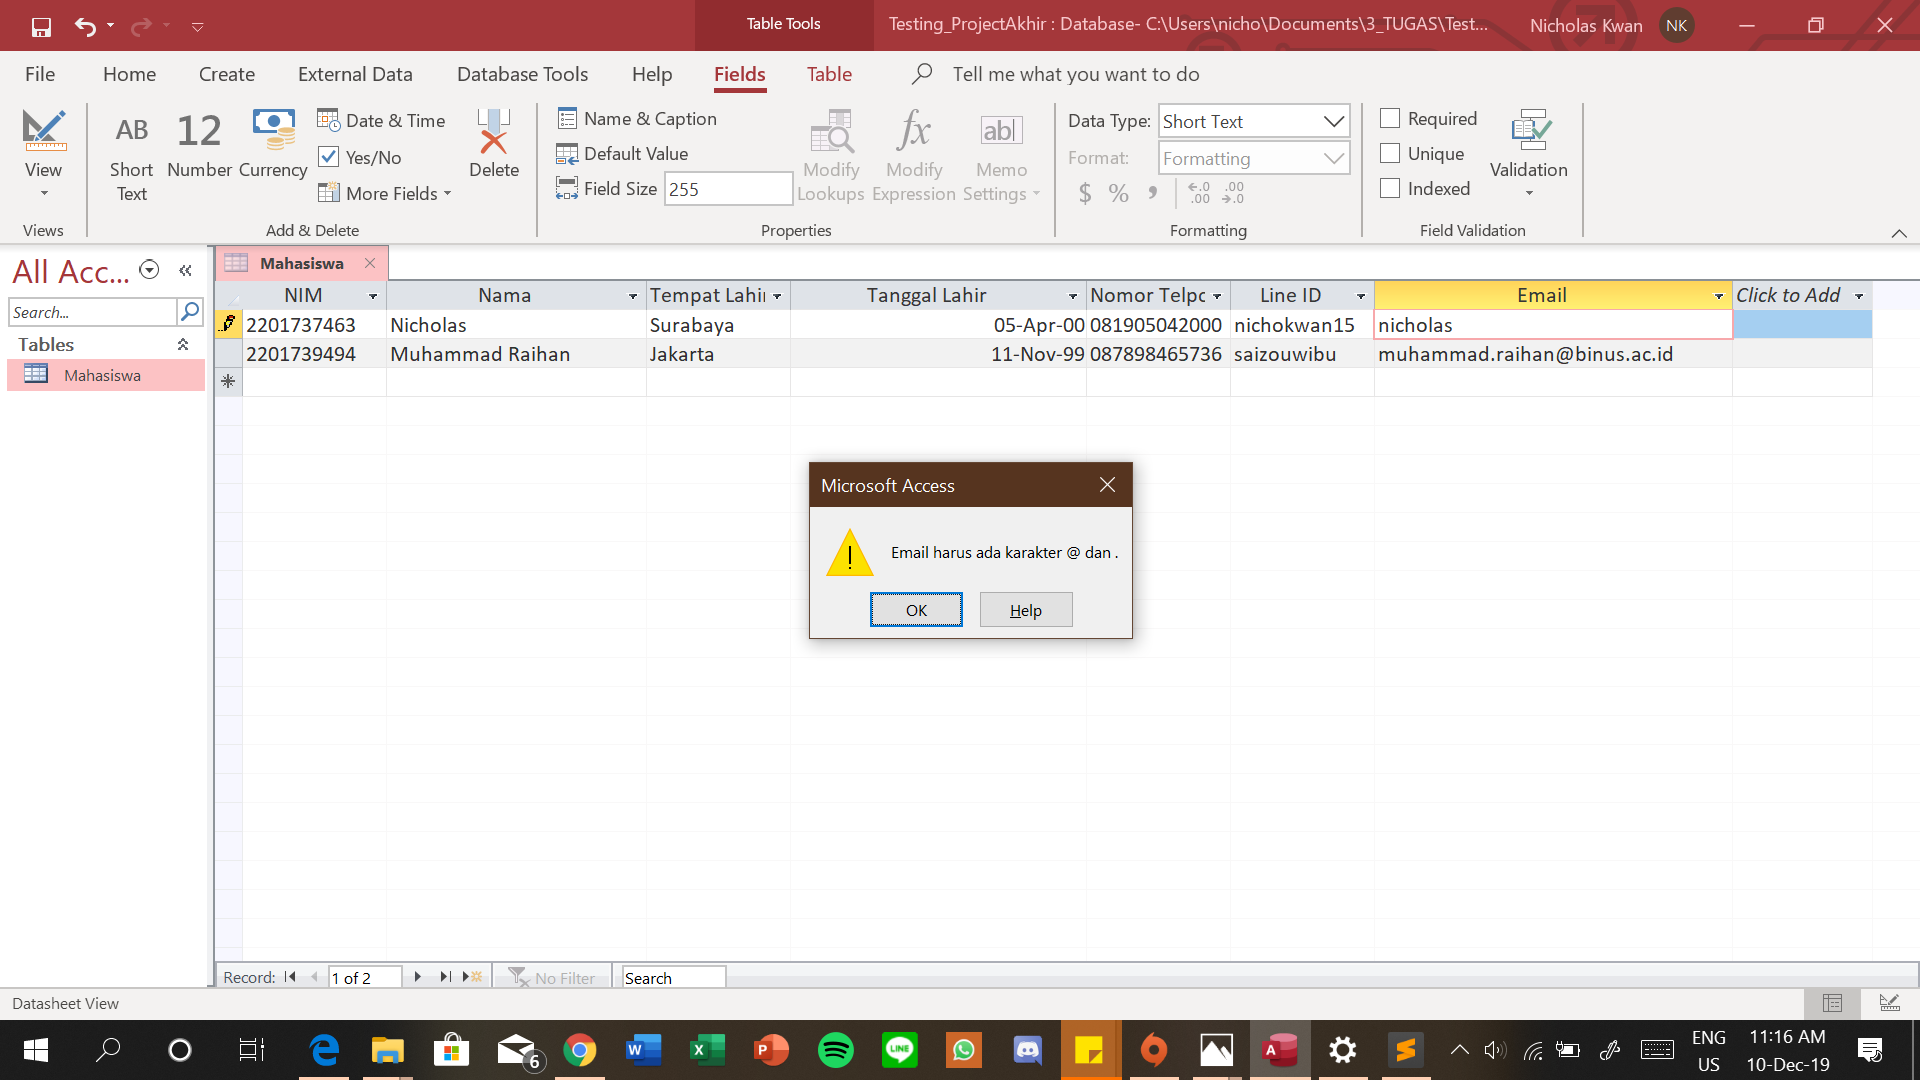 Table Tools
Testing_ProjectAkhir : Database- C:\Users\nicho\Documents\3_TUGAS\Test...
Nicholas Kwan
NK
File Home Create External Data Database Tools Help Fields Table Tell me what you want to do
View
Views
AB
Short Text
12
Number
Currency
Date & Time
Yes/No
More Fields
Delete
Add & Delete
Name & Caption
Default Value
Field Size 255
Modify Lookups
fx
Modify Expression
ab|
Memo Settings
Properties
Data Type: Short Text
Format: Formatting
$ % , ←.0 .00 .00 →.0
Formatting
Required
Unique
Indexed
Validation
Field Validation
All Acc...
Search...
Tables
Mahasiswa
Mahasiswa
NIM Nama Tempat Lahi Tanggal Lahir Nomor Telpo Line ID Email Click to Add
2201737463 Nicholas Surabaya 05-Apr-00 081905042000 nichokwan15 nicholas
2201739494 Muhammad Raihan Jakarta 11-Nov-99 087898465736 saizouwibu muhammad.raihan@binus.ac.id
Microsoft Access
Email harus ada karakter @ dan .
OK Help
Record: 1 of 2 No Filter Search
Datasheet View
6
LINE
ENG
US
11:16 AM
10-Dec-19